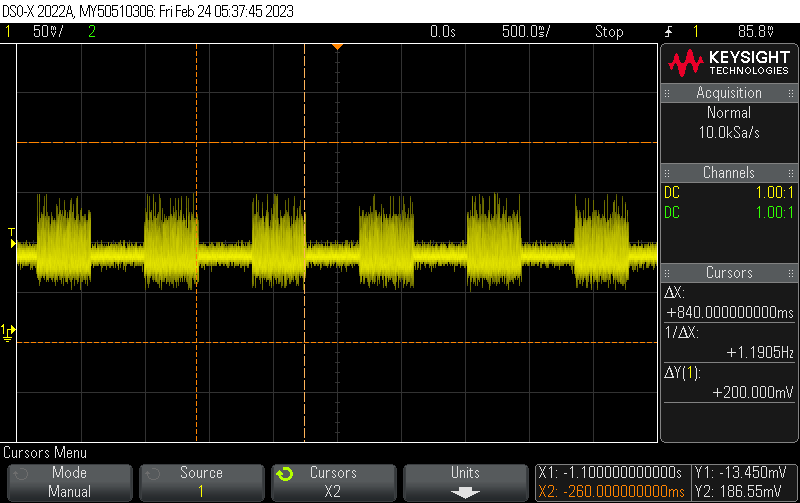 DSO-X 2022A, MY50510306: Fri Feb 24 05:37:45 2023
1 50mV/ 2 0.0s 500.0ms/ Stop 1 85.8mV
KEYSIGHT
TECHNOLOGIES
Acquisition
Normal
10.0kSa/s
Channels
DC 1.00:1
DC 1.00:1
Cursors
ΔX:
+840.000000000ms
1/ΔX:
+1.1905Hz
ΔY(1):
+200.000mV
T
1
Cursors Menu
Mode
Manual
Source
1
Cursors
X2
Units
X1: -1.100000000000s Y1: -13.450mV
X2: -260.000000000ms Y2: 186.55mV